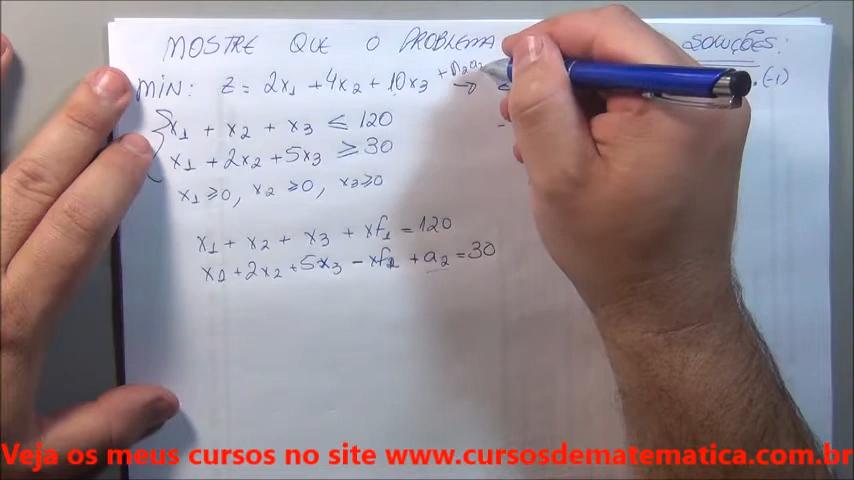 MOSTRE QUE O PROBLEMA SOLUÇÕES:
MIN: Z = 2x₁ + 4x₂ + 10x₃ → .(-1)
x₁ + x₂ + x₃ ≤ 120
x₁ + 2x₂ + 5x₃ ≥ 30
x₁ ≥ 0, x₂ ≥ 0, x₃ ≥ 0
x₁ + x₂ + x₃ + xf₁ = 120
x₁ + 2x₂ + 5x₃ - xf₂ + a₂ = 30
Veja os meus cursos no site www.cursosdematematica.com.br